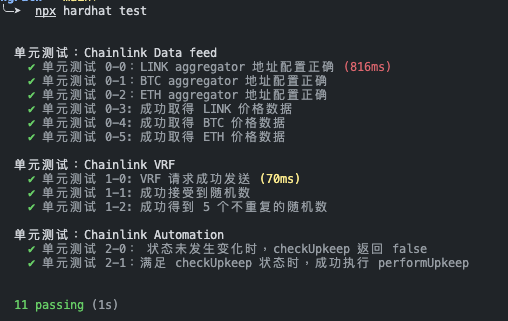 ╰─➤ npx hardhat test
单元测试：Chainlink Data feed
✔ 单元测试 0-0：LINK aggregator 地址配置正确 (816ms)
✔ 单元测试 0-1：BTC aggregator 地址配置正确
✔ 单元测试 0-2：ETH aggregator 地址配置正确
✔ 单元测试 0-3: 成功取得 LINK 价格数据
✔ 单元测试 0-4: 成功取得 BTC 价格数据
✔ 单元测试 0-5: 成功取得 ETH 价格数据
单元测试：Chainlink VRF
✔ 单元测试 1-0: VRF 请求成功发送 (70ms)
✔ 单元测试 1-1: 成功接受到随机数
✔ 单元测试 1-2: 成功得到 5 个不重复的随机数
单元测试：Chainlink Automation
✔ 单元测试 2-0： 状态未发生变化时，checkUpkeep 返回 false
✔ 单元测试 2-1：满足 checkUpkeep 状态时，成功执行 performUpkeep
11 passing (1s)